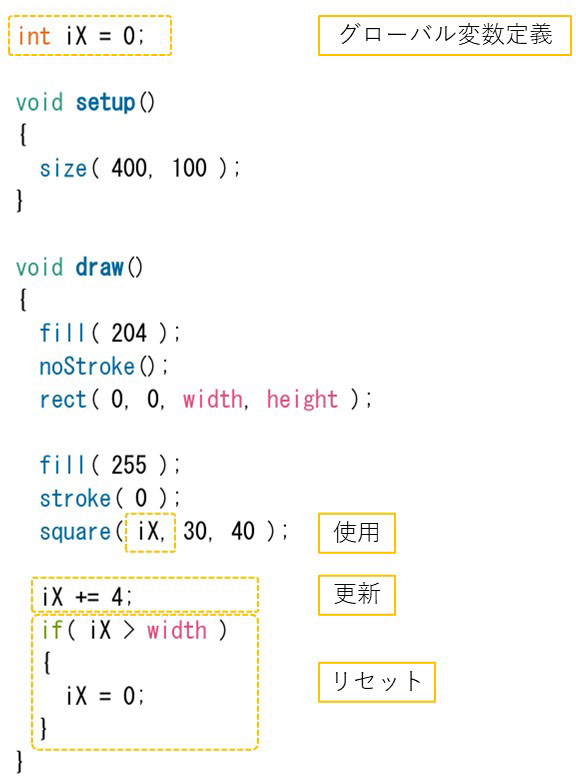 int iX = 0; グローバル変数定義
void setup()
{
size( 400, 100 );
}
void draw()
{
fill( 204 );
noStroke();
rect( 0, 0, width, height );
fill( 255 );
stroke( 0 );
square( iX, 30, 40 ); 使用
iX += 4; 更新
if( iX > width )
{
iX = 0; リセット
}
}